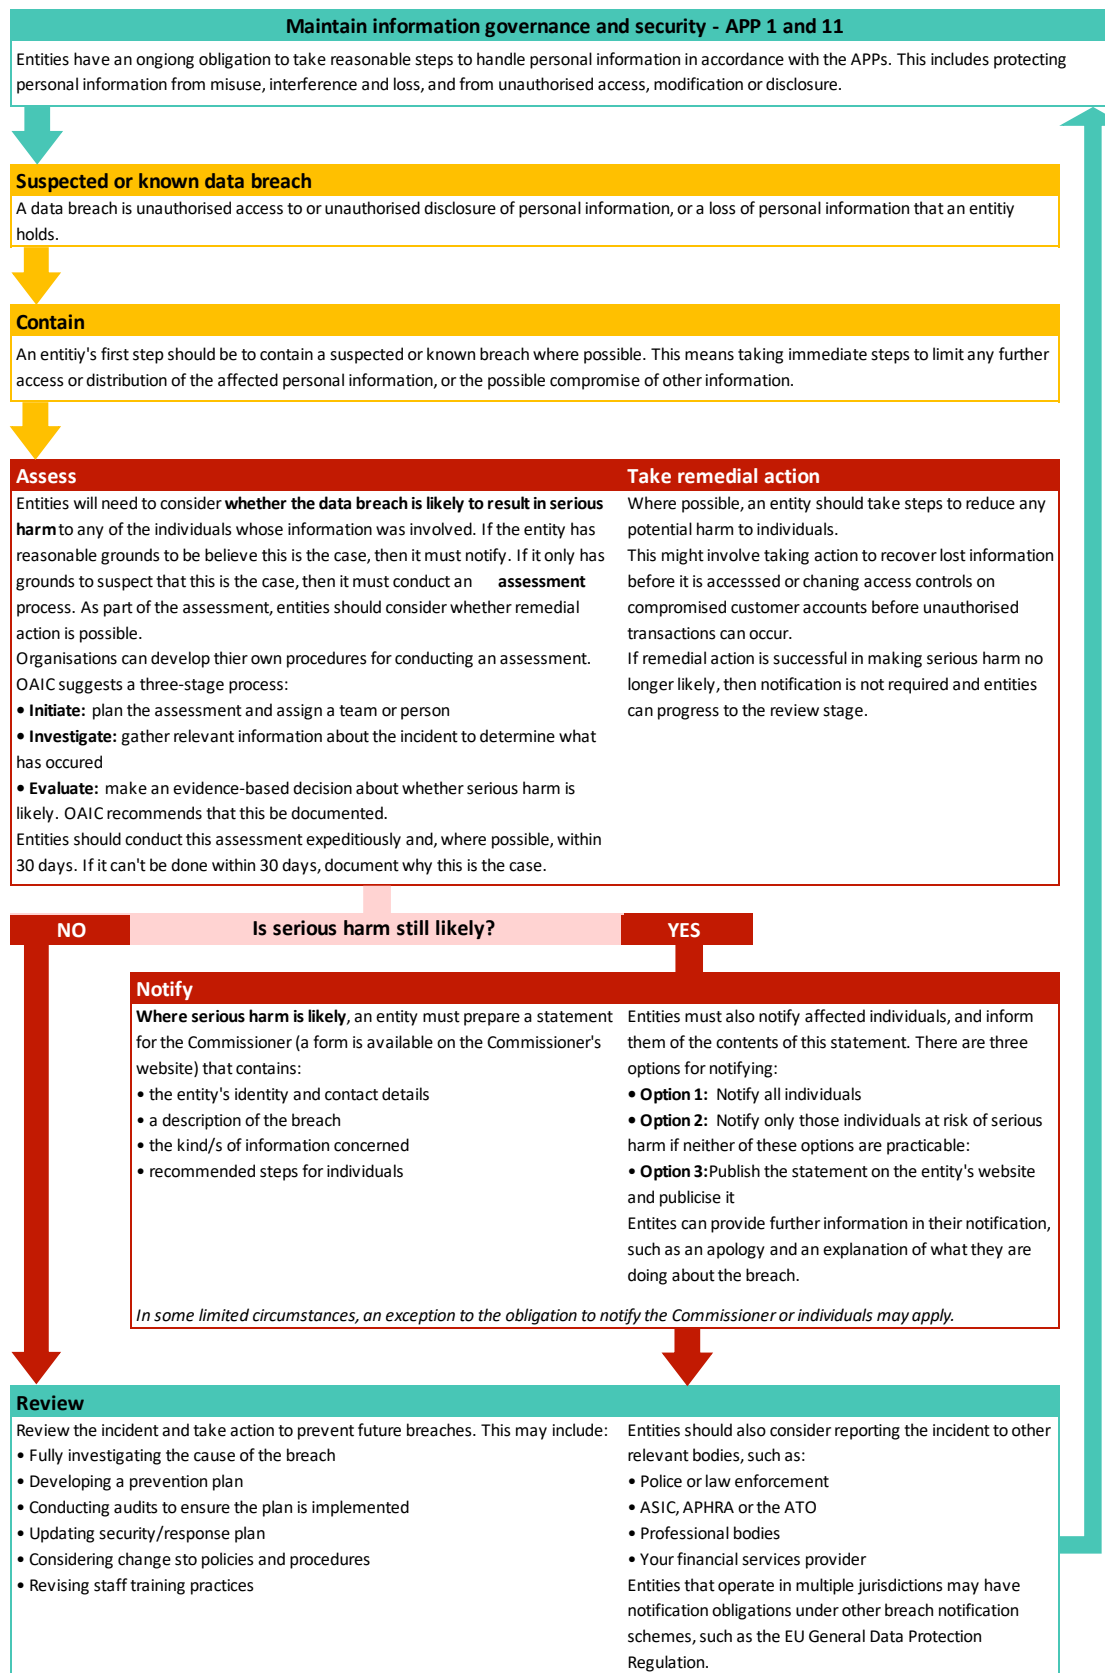 Maintain information governance and security - APP 1 and 11
Entities have an ongiong obligation to take reasonable steps to handle personal information in accordance with the APPs. This includes protecting
personal information from misuse, interference and loss, and from unauthorised access, modification or disclosure.
Suspected or known data breach
A data breach is unauthorised access to or unauthorised disclosure of personal information, or a loss of personal information that an entitiy
holds.
Contain
An entitiy's first step should be to contain a suspected or known breach where possible. This means taking immediate steps to limit any further
access or distribution of the affected personal information, or the possible compromise of other information.
Assess
Entities will need to consider whether the data breach is likely to result in serious
harm to any of the individuals whose information was involved. If the entity has
reasonable grounds to be believe this is the case, then it must notify. If it only has
grounds to suspect that this is the case, then it must conduct an assessment
process. As part of the assessment, entities should consider whether remedial
action is possible.
Organisations can develop thier own procedures for conducting an assessment.
OAIC suggests a three-stage process:
• Initiate: plan the assessment and assign a team or person
• Investigate: gather relevant information about the incident to determine what
has occured
• Evaluate: make an evidence-based decision about whether serious harm is
likely. OAIC recommends that this be documented.
Entities should conduct this assessment expeditiously and, where possible, within
30 days. If it can't be done within 30 days, document why this is the case.
Take remedial action
Where possible, an entity should take steps to reduce any
potential harm to individuals.
This might involve taking action to recover lost information
before it is accesssed or chaning access controls on
compromised customer accounts before unauthorised
transactions can occur.
If remedial action is successful in making serious harm no
longer likely, then notification is not required and entities
can progress to the review stage.
NO
Is serious harm still likely?
YES
Notify
Where serious harm is likely, an entity must prepare a statement
for the Commissioner (a form is available on the Commissioner's
website) that contains:
• the entity's identity and contact details
• a description of the breach
• the kind/s of information concerned
• recommended steps for individuals
Entities must also notify affected individuals, and inform
them of the contents of this statement. There are three
options for notifying:
• Option 1: Notify all individuals
• Option 2: Notify only those individuals at risk of serious
harm if neither of these options are practicable:
• Option 3:Publish the statement on the entity's website
and publicise it
Entites can provide further information in their notification,
such as an apology and an explanation of what they are
doing about the breach.
In some limited circumstances, an exception to the obligation to notify the Commissioner or individuals may apply.
Review
Review the incident and take action to prevent future breaches. This may include:
• Fully investigating the cause of the breach
• Developing a prevention plan
• Conducting audits to ensure the plan is implemented
• Updating security/response plan
• Considering change sto policies and procedures
• Revising staff training practices
Entities should also consider reporting the incident to other
relevant bodies, such as:
• Police or law enforcement
• ASIC, APHRA or the ATO
• Professional bodies
• Your financial services provider
Entities that operate in multiple jurisdictions may have
notification obligations under other breach notification
schemes, such as the EU General Data Protection
Regulation.